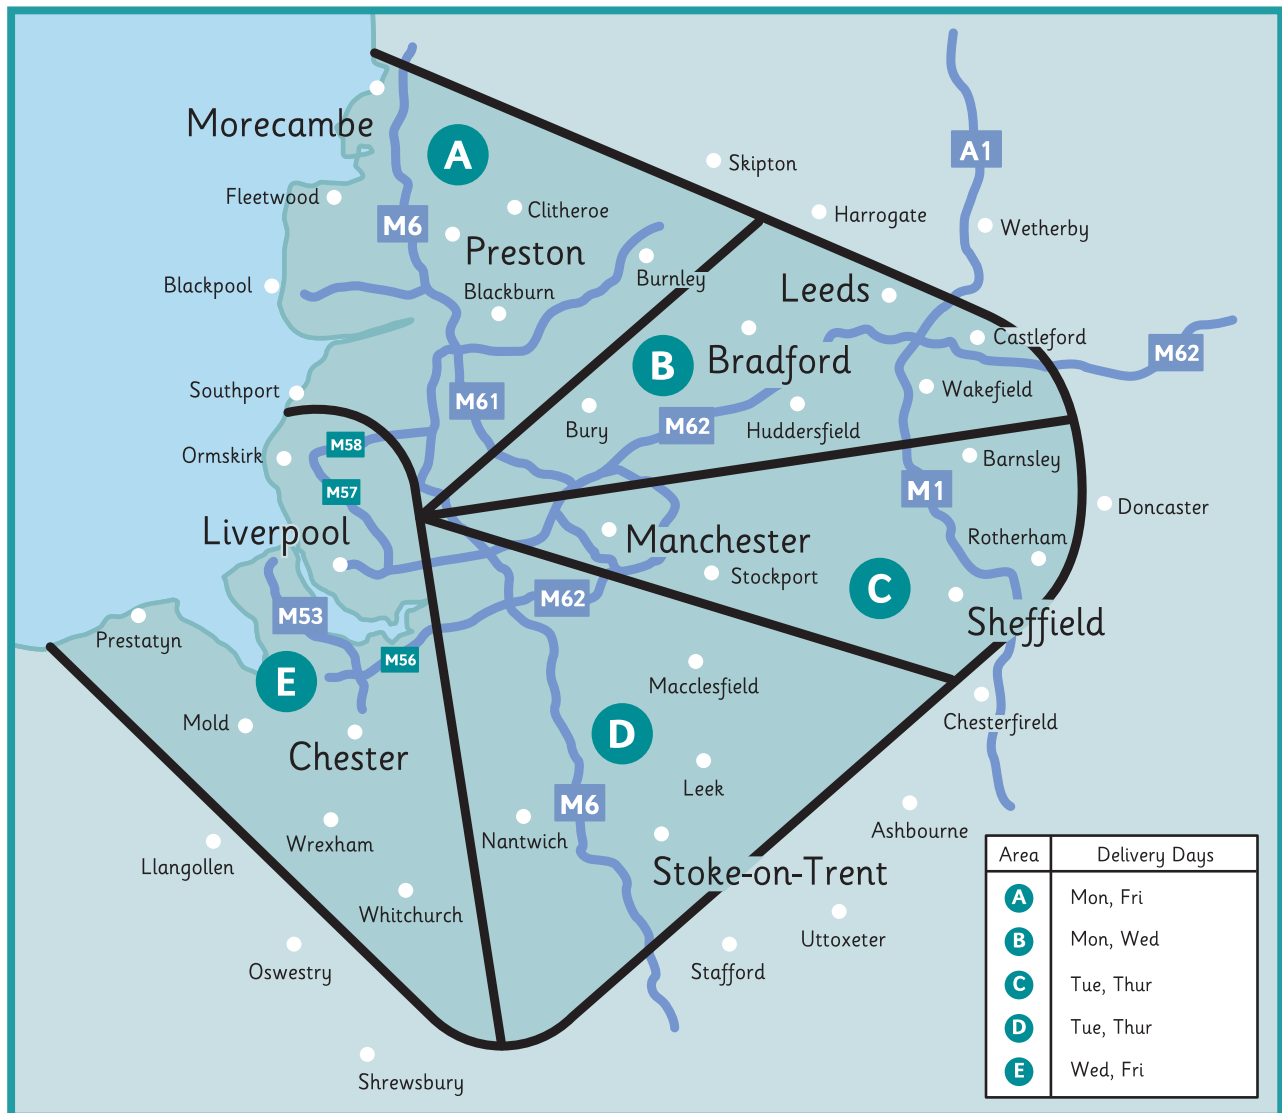 Morecambe
A
A1
Skipton
Fleetwood
M6
Clitheroe
Harrogate
Wetherby
Preston
Blackpool
Blackburn
Burnley
Leeds
Castleford
B
Bradford
M62
Southport
M61
Wakefield
Bury
M62
Huddersfield
Ormskirk
M58
Barnsley
M57
M1
Doncaster
Liverpool
Manchester
Rotherham
Stockport
C
M62
M53
Sheffield
Prestatyn
M56
E
Macclesfield
Mold
Chesterfireld
D
Chester
Leek
M6
Nantwich
Ashbourne
Wrexham
Llangollen
Stoke-on-Trent
Whitchurch
Uttoxeter
Oswestry
Stafford
Shrewsbury
Area Delivery Days
A Mon, Fri
B Mon, Wed
C Tue, Thur
D Tue, Thur
E Wed, Fri